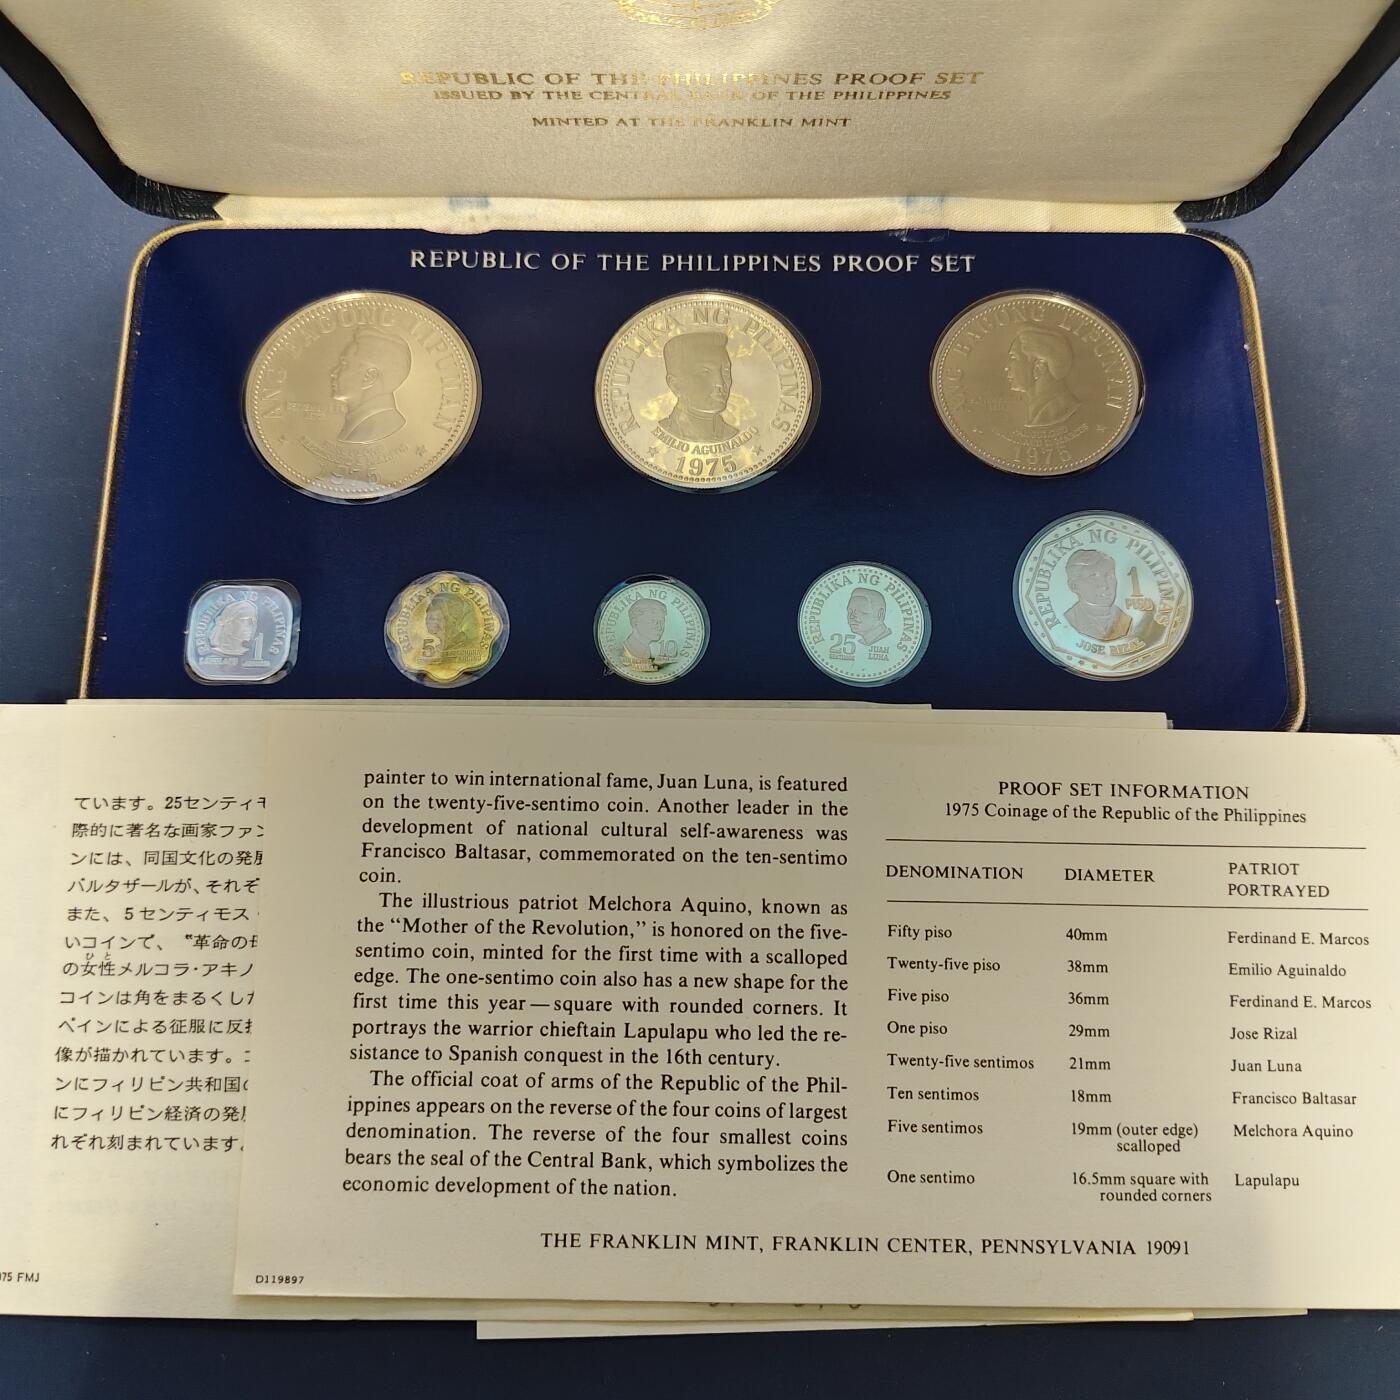 REPUBLIC OF THE PHILIPPINES PROOF SET
ISSUED BY THE CENTRAL BANK OF THE PHILIPPINES
MINTED AT THE FRANKLIN MINT
REPUBLIC OF THE PHILIPPINES PROOF SET
ANG BAGONG LIPUNAN
1975
REPUBLIKA NG PILIPINAS
EMILIO AGUINALDO
1975
ANG BAGONG LIPUNAN
1975
REPUBLIKA NG PILIPINAS
1
LAPULAPU
REPUBLIKA NG PILIPINAS
5
REPUBLIKA NG PILIPINAS
10
REPUBLIKA NG PILIPINAS
25
SENTIMOS
JUAN
LUNA
REPUBLIKA NG PILIPINAS
1
PISO
JOSE RIZAL
ています。25センティモ
際的に著名な画家ファン
ンには、同国文化の発展
バルタザールが、それぞ
また、5センティモス
いコインで、〝革命の母
ひと
の女性メルコラ・アキノ
コインは角をまるくした
ペインによる征服に反抗
像が描かれています。コ
ンにフィリピン共和国の
にフィリピン経済の発展
れぞれ刻まれています。
75 FMJ
painter to win international fame, Juan Luna, is featured
on the twenty-five-sentimo coin. Another leader in the
development of national cultural self-awareness was
Francisco Baltasar, commemorated on the ten-sentimo
coin.
The illustrious patriot Melchora Aquino, known as
the “Mother of the Revolution,” is honored on the five-
sentimo coin, minted for the first time with a scalloped
edge. The one-sentimo coin also has a new shape for the
first time this year—square with rounded corners. It
portrays the warrior chieftain Lapulapu who led the re-
sistance to Spanish conquest in the 16th century.
The official coat of arms of the Republic of the Phil-
ippines appears on the reverse of the four coins of largest
denomination. The reverse of the four smallest coins
bears the seal of the Central Bank, which symbolizes the
economic development of the nation.
PROOF SET INFORMATION
1975 Coinage of the Republic of the Philippines
DENOMINATION DIAMETER PATRIOT PORTRAYED
Fifty piso 40mm Ferdinand E. Marcos
Twenty-five piso 38mm Emilio Aguinaldo
Five piso 36mm Ferdinand E. Marcos
One piso 29mm Jose Rizal
Twenty-five sentimos 21mm Juan Luna
Ten sentimos 18mm Francisco Baltasar
Five sentimos 19mm (outer edge) Melchora Aquino
scalloped
One sentimo 16.5mm square with Lapulapu
rounded corners
THE FRANKLIN MINT, FRANKLIN CENTER, PENNSYLVANIA 19091
D119897